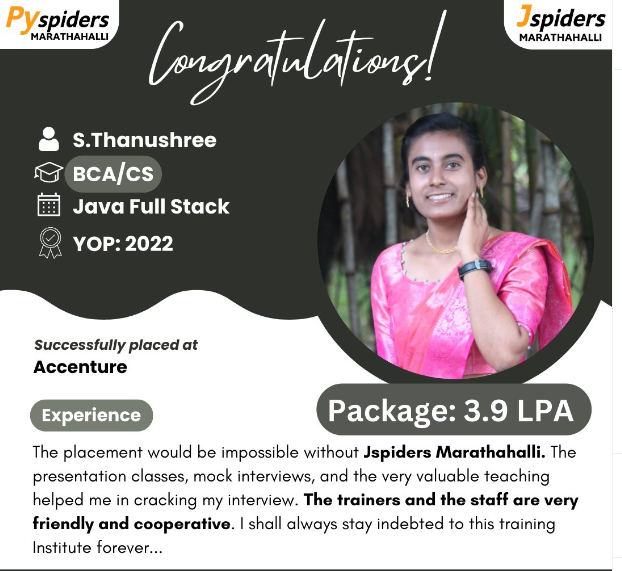 Pyspiders
MARATHAHALLI
Jspiders
MARATHAHALLI
Congratulations!
S.Thanushree
BCA/CS
Java Full Stack
YOP: 2022
Successfully placed at
Accenture
Package: 3.9 LPA
Experience
The placement would be impossible without Jspiders Marathahalli. The
presentation classes, mock interviews, and the very valuable teaching
helped me in cracking my interview. The trainers and the staff are very
friendly and cooperative. I shall always stay indebted to this training
Institute forever...